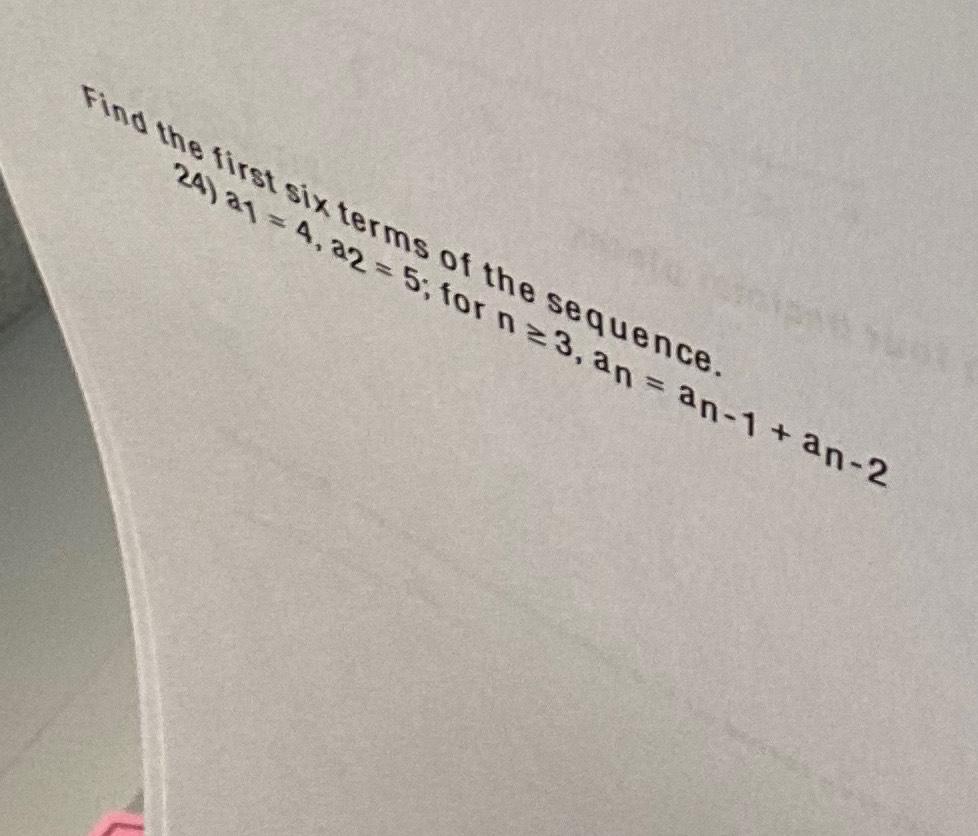 Find the first six terms of the sequence.
24) a1 = 4, a2 = 5; for n ≥ 3, an = an-1 + an-2